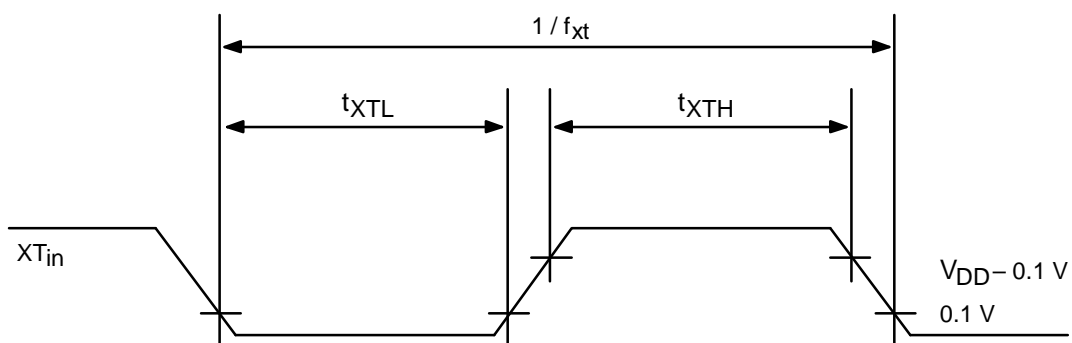 1 / fxt
tXTL
tXTH
XTin
VDD – 0.1 V
0.1 V